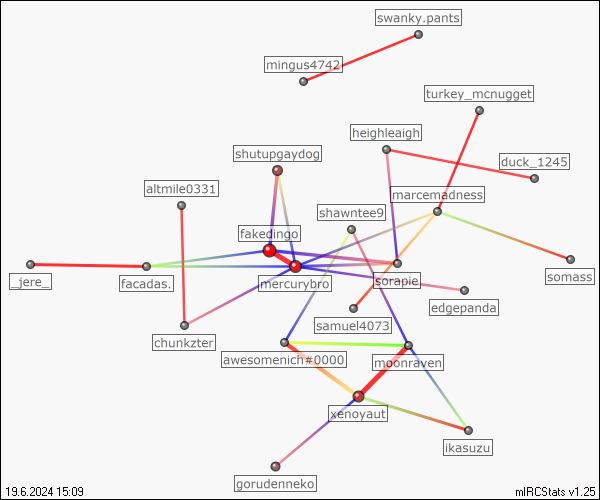 swanky.pants
mingus4742
turkey_mcnugget
heighleaigh
shutupgaydog
duck_1245
altmile0331
marcemadness
shawntee9
fakedingo
_jere_
facadas.
mercurybro
sorapie
somass
edgepanda
samuel4073
chunkzter
awesomenich#0000
moonraven
xenoyaut
ikasuzu
gorudenneko
19.6.2024 15:09
mIRCStats v1.25